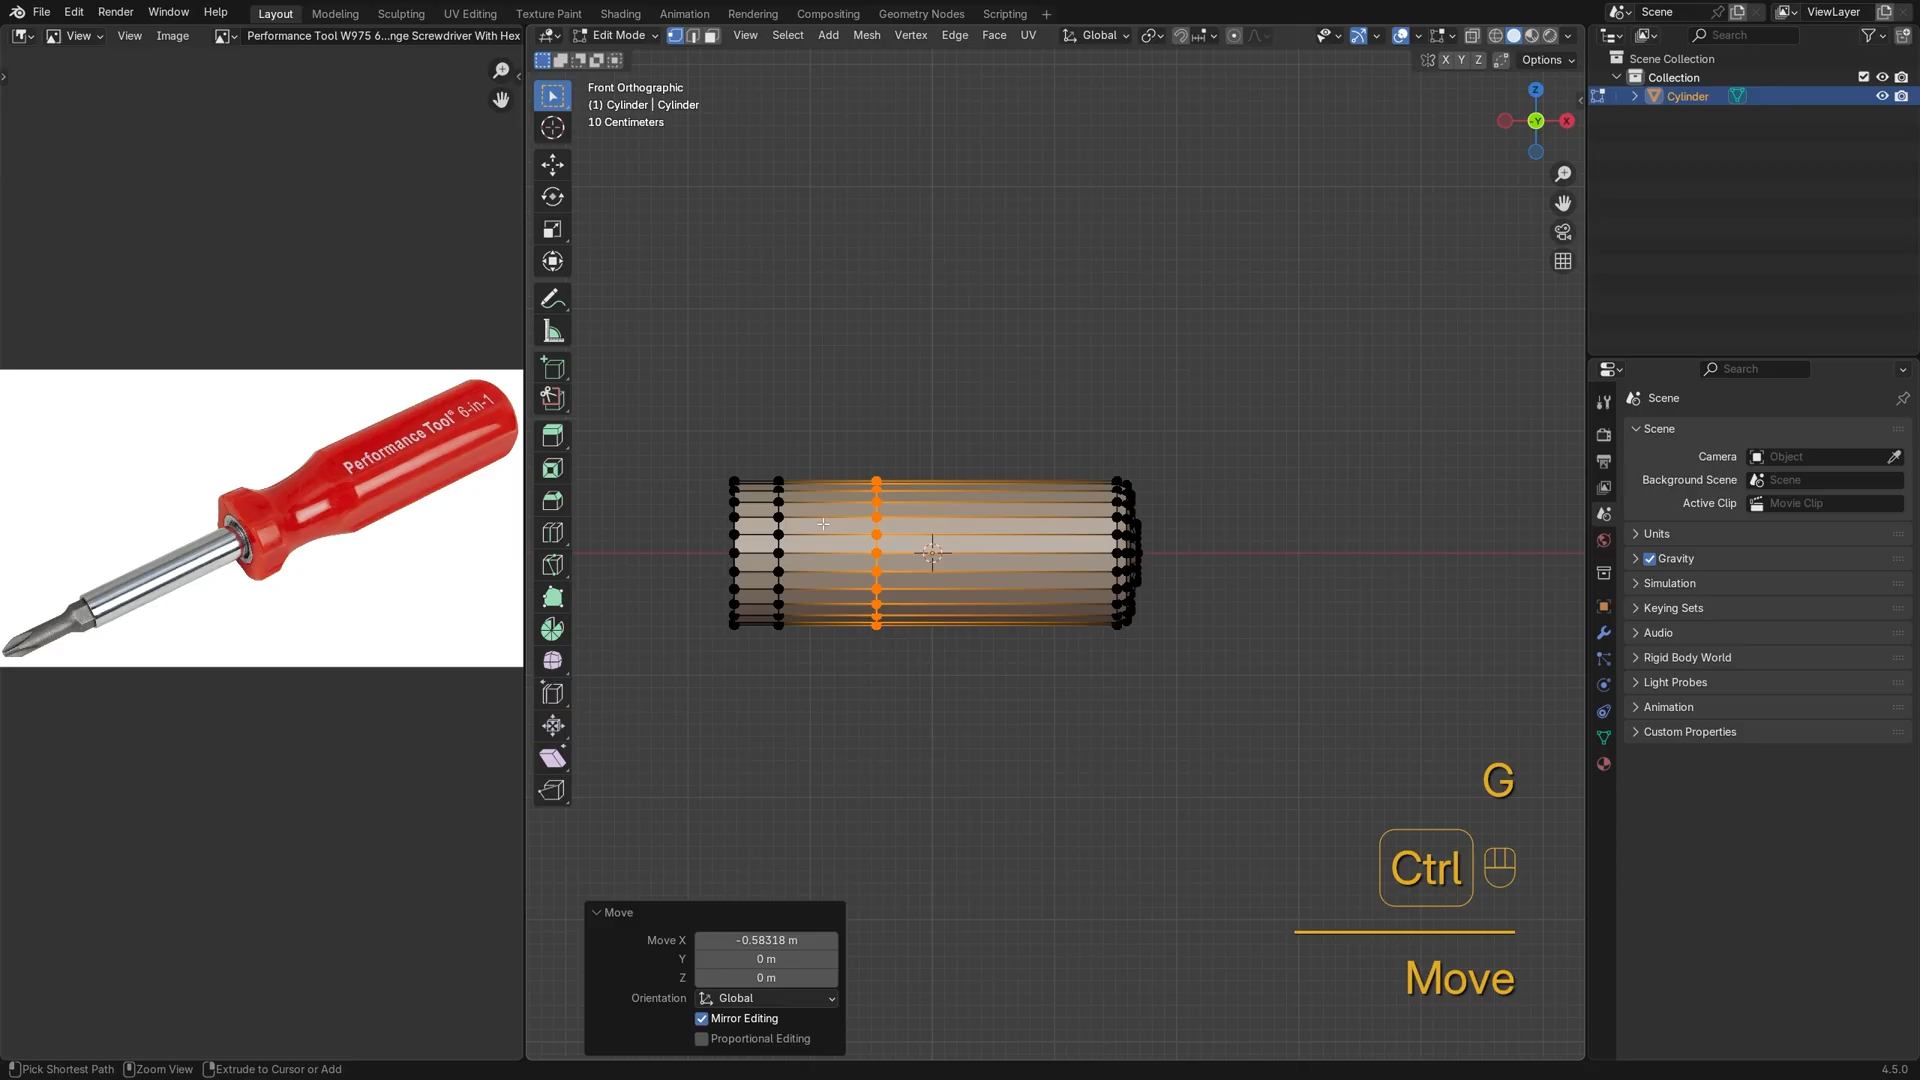 File Edit Render Window Help
Layout Modeling Sculpting UV Editing Texture Paint Shading Animation Rendering Compositing Geometry Nodes Scripting +
Scene
ViewLayer
View View Image Performance Tool W975 6...nge Screwdriver With Hex
Edit Mode View Select Add Mesh Vertex Edge Face UV Global
X Y Z Options
Search
Scene Collection
Collection
Cylinder
Front Orthographic
(1) Cylinder | Cylinder
10 Centimeters
Z
-Y
X
Performance Tool® 6-in-1
Search
Scene
Scene
Camera Object
Background Scene Scene
Active Clip Movie Clip
Units
Gravity
Simulation
Keying Sets
Audio
Rigid Body World
Light Probes
Animation
Custom Properties
G
Ctrl
Move
Move
Move X -0.58318 m
Y 0 m
Z 0 m
Orientation Global
Mirror Editing
Proportional Editing
Pick Shortest Path Zoom View Extrude to Cursor or Add
4.5.0